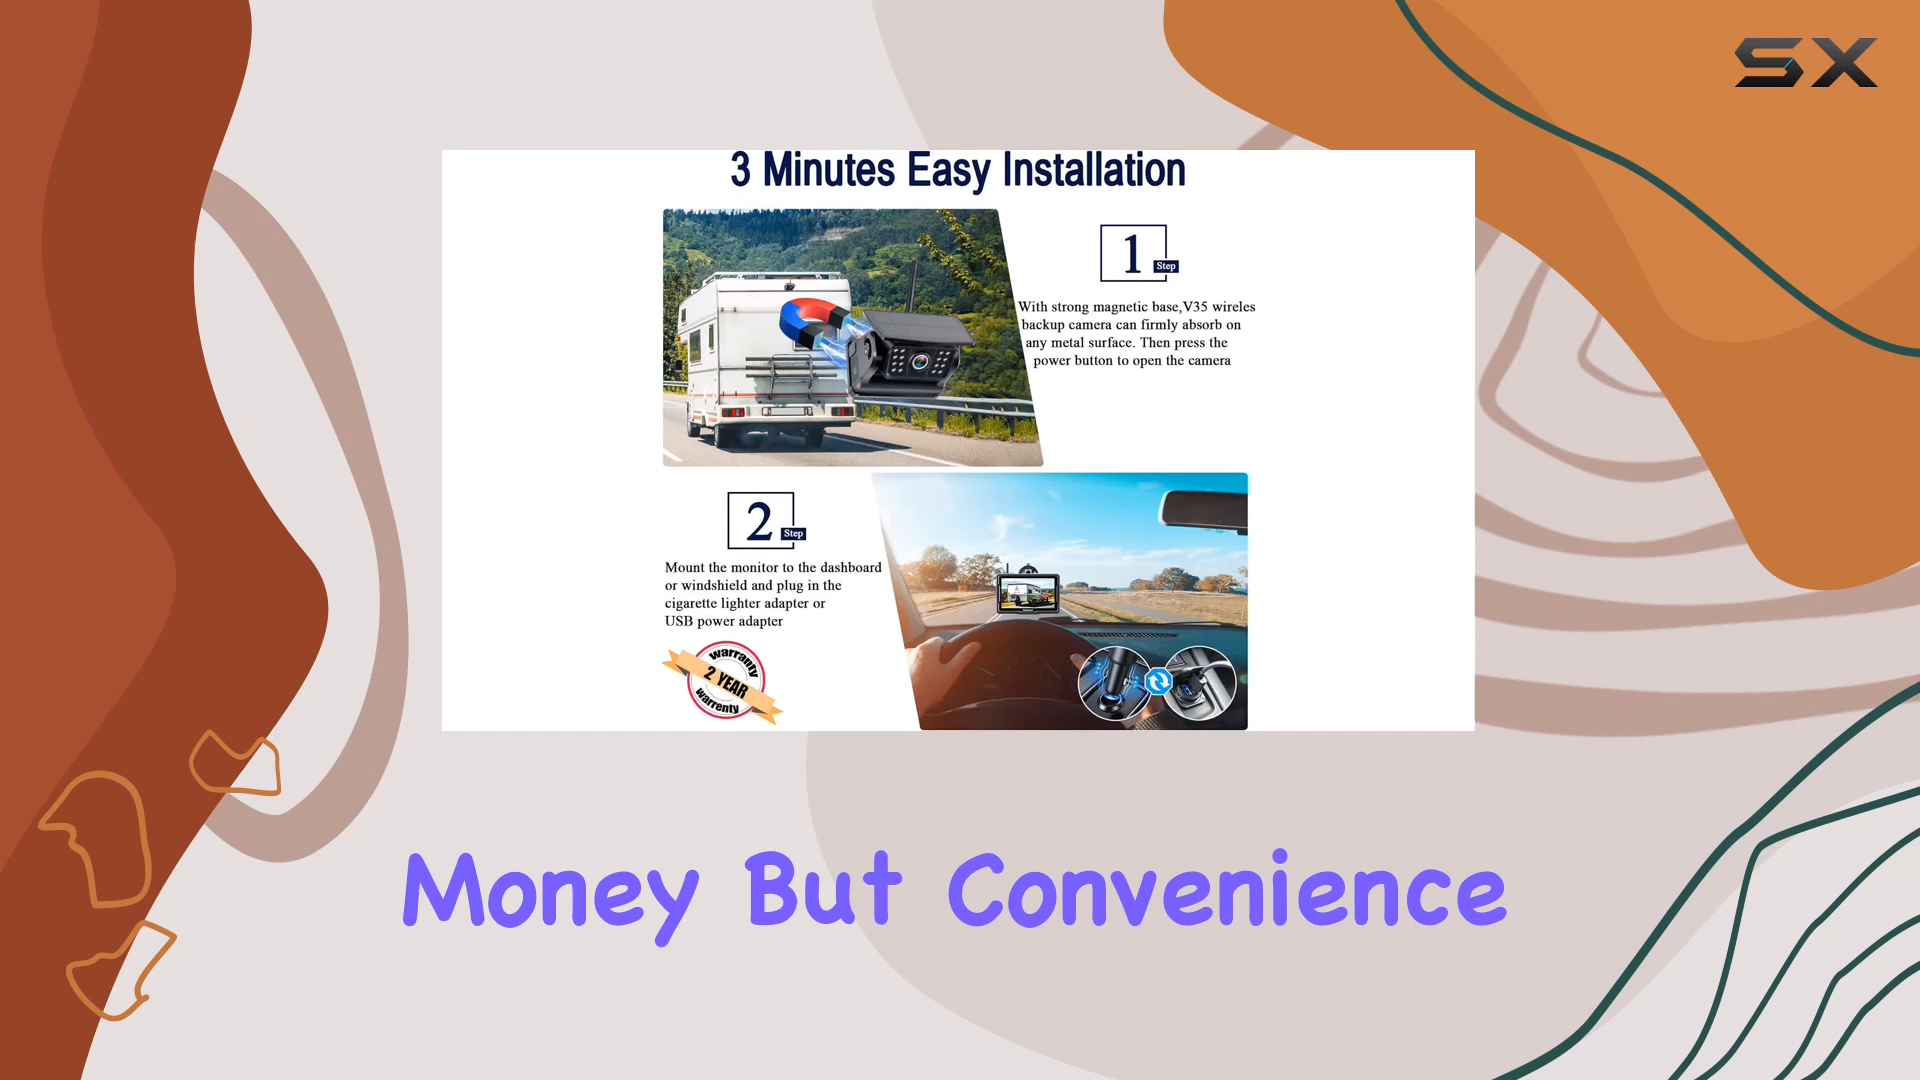 SX
3 Minutes Easy Installation
1
Step
With strong magnetic base,V35 wireles
backup camera can firmly absorb on
any metal surface. Then press the
power button to open the camera
2
Step
Mount the monitor to the dashboard
or windshield and plug in the
cigarette lighter adapter or
USB power adapter
warranty
2 YEAR
warrenty
Money But Convenience